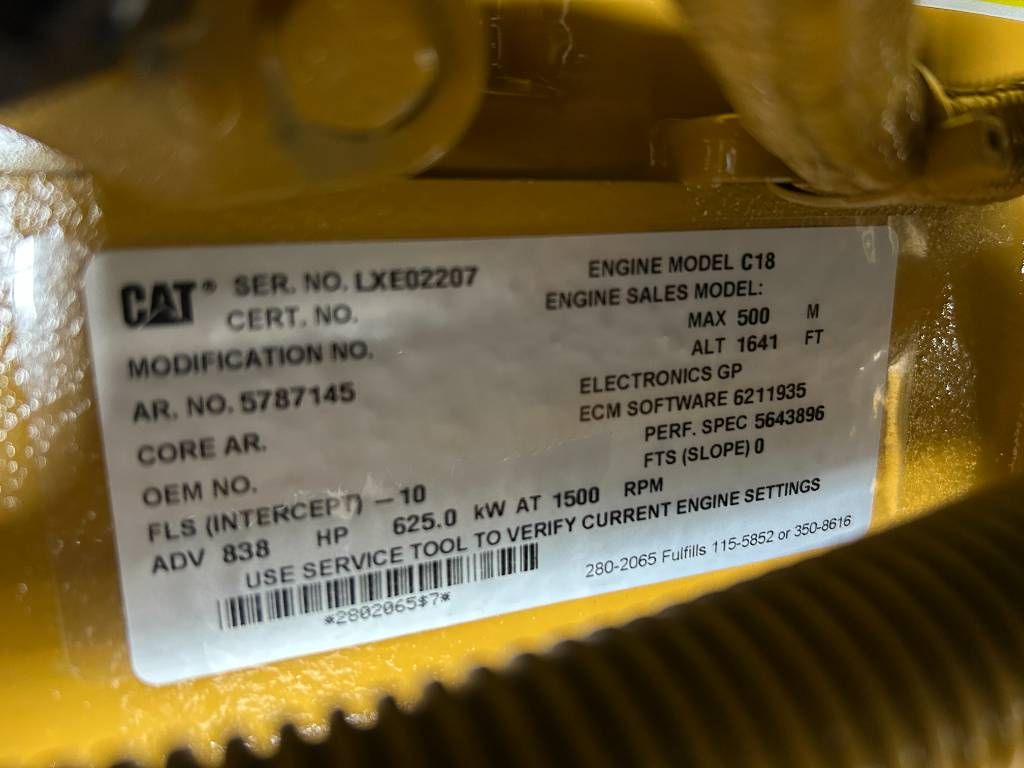 CAT® SER. NO. LXE02207 ENGINE MODEL C18
CERT. NO. ENGINE SALES MODEL:
MODIFICATION NO. MAX 500 M
AR. NO. 5787145 ALT 1641 FT
CORE AR. ELECTRONICS GP
OEM NO. ECM SOFTWARE 6211935
FLS (INTERCEPT) -10 PERF. SPEC 5643896
FTS (SLOPE) 0
ADV 838 HP 625.0 kW AT 1500 RPM
USE SERVICE TOOL TO VERIFY CURRENT ENGINE SETTINGS
*2802065$7*
280-2065 Fulfills 115-5852 or 350-8616